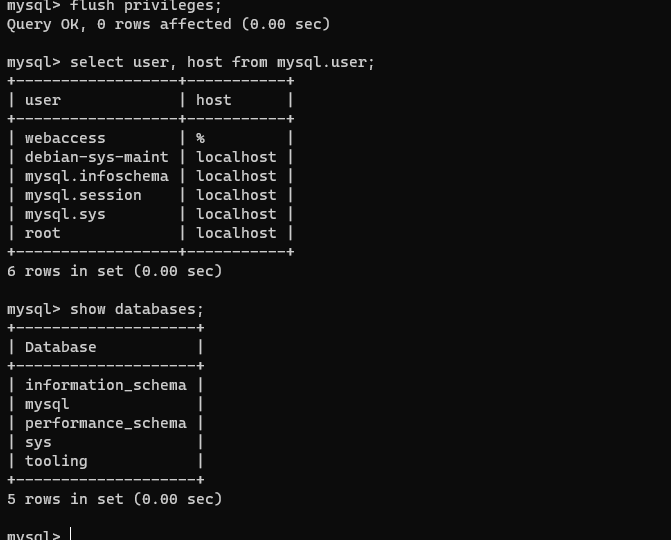 mysql> flush privileges;
Query OK, 0 rows affected (0.00 sec)
mysql> select user, host from mysql.user;
+------------------+-----------+
| user             | host      |
+------------------+-----------+
| webaccess        | %         |
| debian-sys-maint | localhost |
| mysql.infoschema | localhost |
| mysql.session    | localhost |
| mysql.sys        | localhost |
| root             | localhost |
+------------------+-----------+
6 rows in set (0.00 sec)
mysql> show databases;
+--------------------+
| Database           |
+--------------------+
| information_schema |
| mysql              |
| performance_schema |
| sys                |
| tooling            |
+--------------------+
5 rows in set (0.00 sec)
mysql>